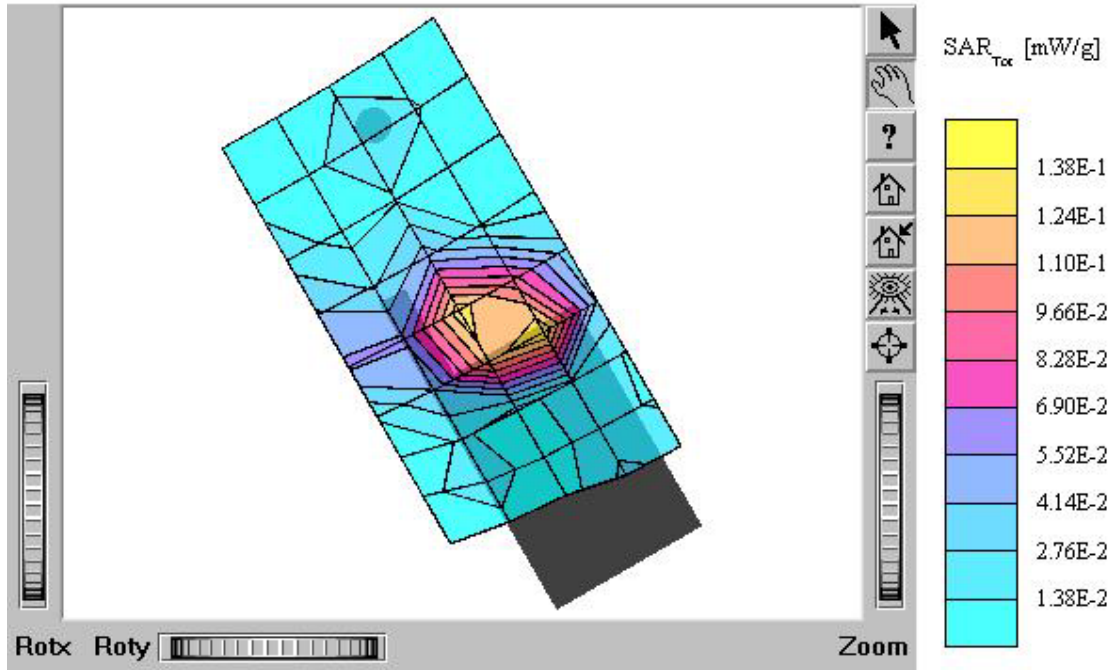 SAR_Tot [mW/g]
?
1.38E-1
1.24E-1
1.10E-1
9.66E-2
8.28E-2
6.90E-2
5.52E-2
4.14E-2
2.76E-2
1.38E-2
Rotx Roty Zoom